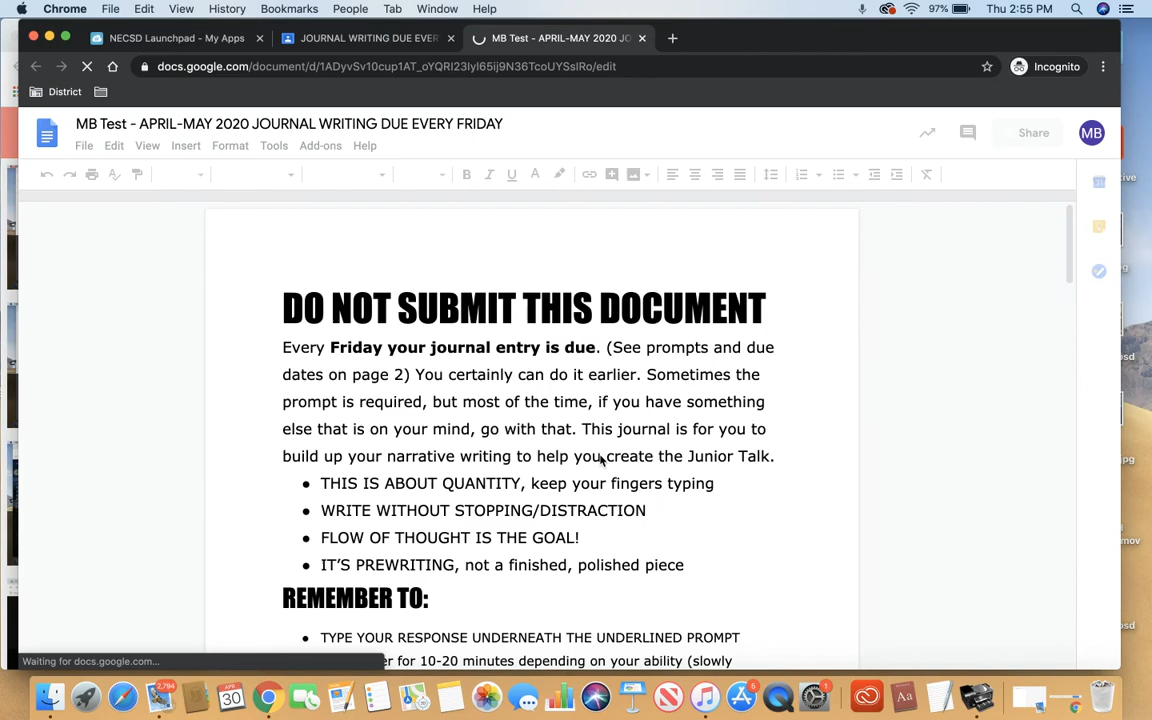 Chrome File Edit View History Bookmarks People Tab Window Help 97% Thu 2:55 PM
NECSD Launchpad - My Apps JOURNAL WRITING DUE EVER MB Test - APRIL-MAY 2020 JO
docs.google.com/document/d/1ADyvSv10cup1AT_oYQRI23Iyl65ij9N36TcoUYSsIRo/edit Incognito
District
MB Test - APRIL-MAY 2020 JOURNAL WRITING DUE EVERY FRIDAY
File Edit View Insert Format Tools Add-ons Help
Share MB
DO NOT SUBMIT THIS DOCUMENT
Every Friday your journal entry is due. (See prompts and due
dates on page 2) You certainly can do it earlier. Sometimes the
prompt is required, but most of the time, if you have something
else that is on your mind, go with that. This journal is for you to
build up your narrative writing to help you create the Junior Talk.
● THIS IS ABOUT QUANTITY, keep your fingers typing
● WRITE WITHOUT STOPPING/DISTRACTION
● FLOW OF THOUGHT IS THE GOAL!
● IT'S PREWRITING, not a finished, polished piece
REMEMBER TO:
● TYPE YOUR RESPONSE UNDERNEATH THE UNDERLINED PROMPT
er for 10-20 minutes depending on your ability (slowly
Waiting for docs.google.com...
APR 30
2,794
6
1
Aa